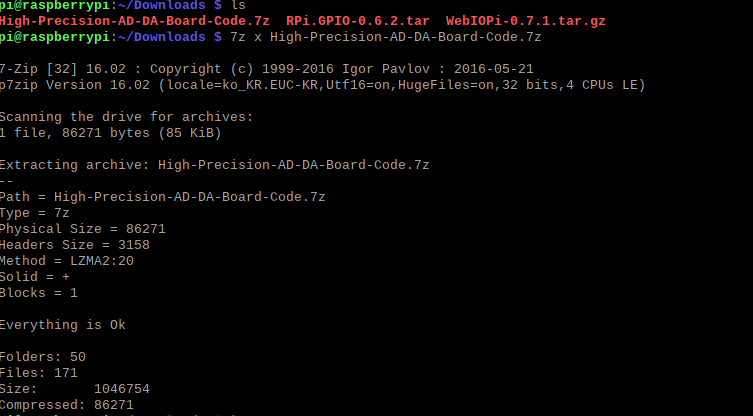 pi@raspberrypi:~/Downloads $ ls
High-Precision-AD-DA-Board-Code.7z  RPi.GPIO-0.6.2.tar  WebIOPi-0.7.1.tar.gz
pi@raspberrypi:~/Downloads $ 7z x High-Precision-AD-DA-Board-Code.7z
7-Zip [32] 16.02 : Copyright (c) 1999-2016 Igor Pavlov : 2016-05-21
p7zip Version 16.02 (locale=ko_KR.EUC-KR,Utf16=on,HugeFiles=on,32 bits,4 CPUs LE)
Scanning the drive for archives:
1 file, 86271 bytes (85 KiB)
Extracting archive: High-Precision-AD-DA-Board-Code.7z
--
Path = High-Precision-AD-DA-Board-Code.7z
Type = 7z
Physical Size = 86271
Headers Size = 3158
Method = LZMA2:20
Solid = +
Blocks = 1
Everything is Ok
Folders: 50
Files: 171
Size:       1046754
Compressed: 86271